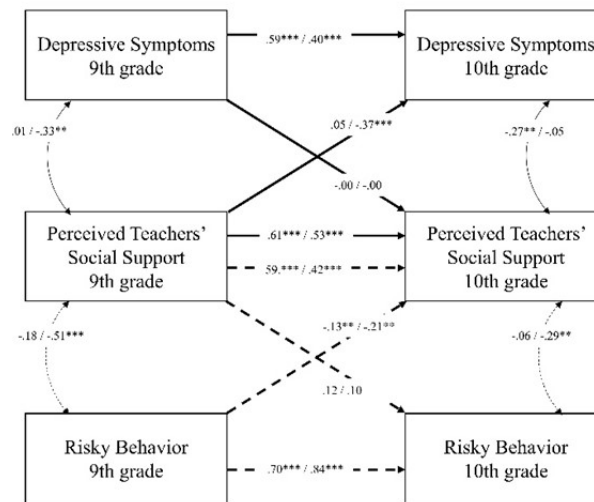 Depressive Symptoms
9th grade
.59*** / .40***
Depressive Symptoms
10th grade
.01 / -.33**
.05 / -.37***
-.27** / -.05
-.00 / -.00
Perceived Teachers'
Social Support
9th grade
.61*** / .53***
59.*** / .42***
Perceived Teachers'
Social Support
10th grade
-.18 / -.51***
-.13** / -.21**
-.06 / -.29**
.12 / .10
Risky Behavior
9th grade
.70*** / .84***
Risky Behavior
10th grade